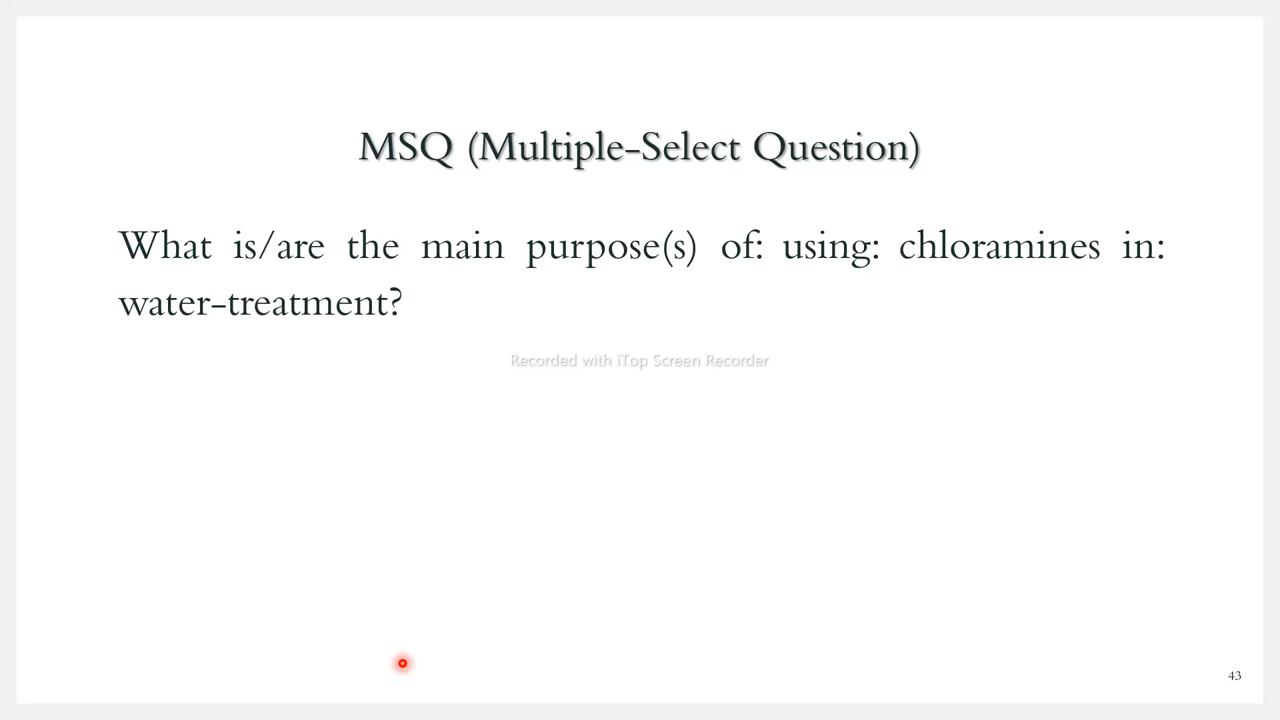 MSQ (Multiple-Select Question)
What is/are the main purpose(s) of: using: chloramines in:
water-treatment?
Recorded with iTop Screen Recorder
43